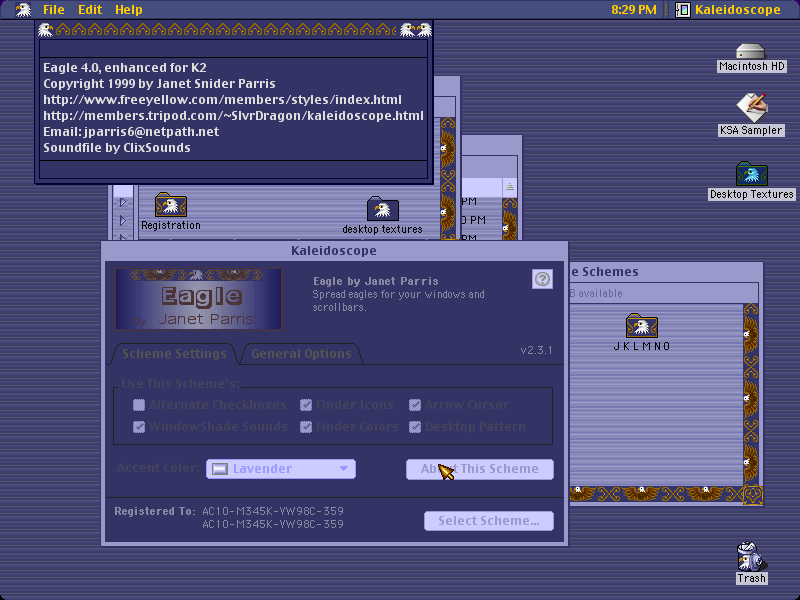 File Edit Help
8:29 PM
Kaleidoscope
Eagle 4.0, enhanced for K2
Copyright 1999 by Janet Snider Parris
http://www.freeyellow.com/members/styles/index.html
http://members.tripod.com/~SlvrDragon/kaleidoscope.html
Email: jparris6@netpath.net
Soundfile by ClixSounds
Macintosh HD
KSA Sampler
Desktop Textures
Registration
desktop textures
PM
0 PM
PM
Kaleidoscope
Eagle
by Janet Parris
Eagle by Janet Parris
Spread eagles for your windows and
scrollbars.
v2.3.1
Scheme Settings
General Options
Use This Scheme's:
Alternate Checkboxes
Finder Icons
Arrow Cursor
WindowShade Sounds
Finder Colors
Desktop Pattern
Accent Color:
Lavender
About This Scheme
Registered To: AC10-M345K-YW98C-359
AC10-M345K-YW98C-359
Select Scheme...
e Schemes
B available
J K L M N O
Trash